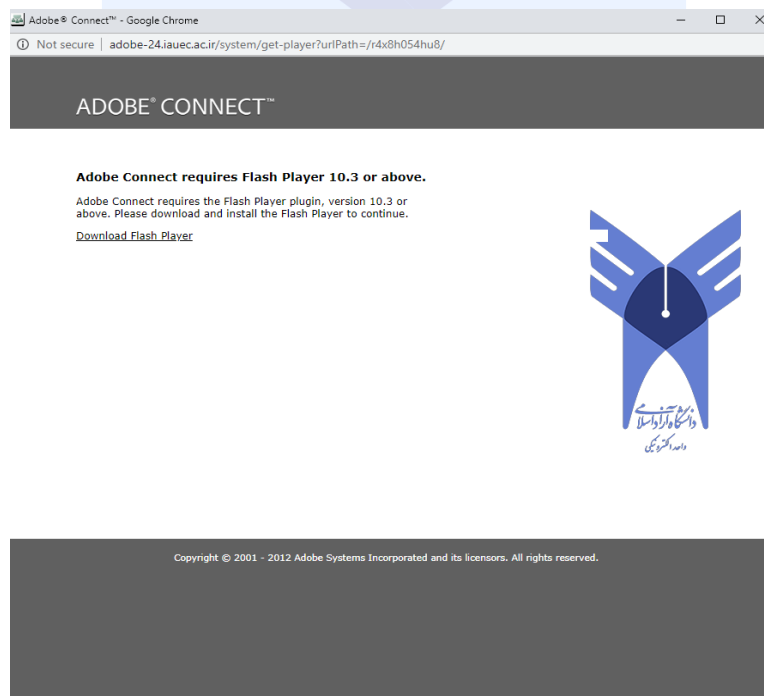 Adobe® Connect™ - Google Chrome
Not secure | adobe-24.iauec.ac.ir/system/get-player?urlPath=/r4x8h054hu8/
ADOBE® CONNECT™
Adobe Connect requires Flash Player 10.3 or above.
Adobe Connect requires the Flash Player plugin, version 10.3 or
above. Please download and install the Flash Player to continue.
Download Flash Player
دانشگاه آزاد اسلامی
واحد الکترونیکی
Copyright © 2001 - 2012 Adobe Systems Incorporated and its licensors. All rights reserved.